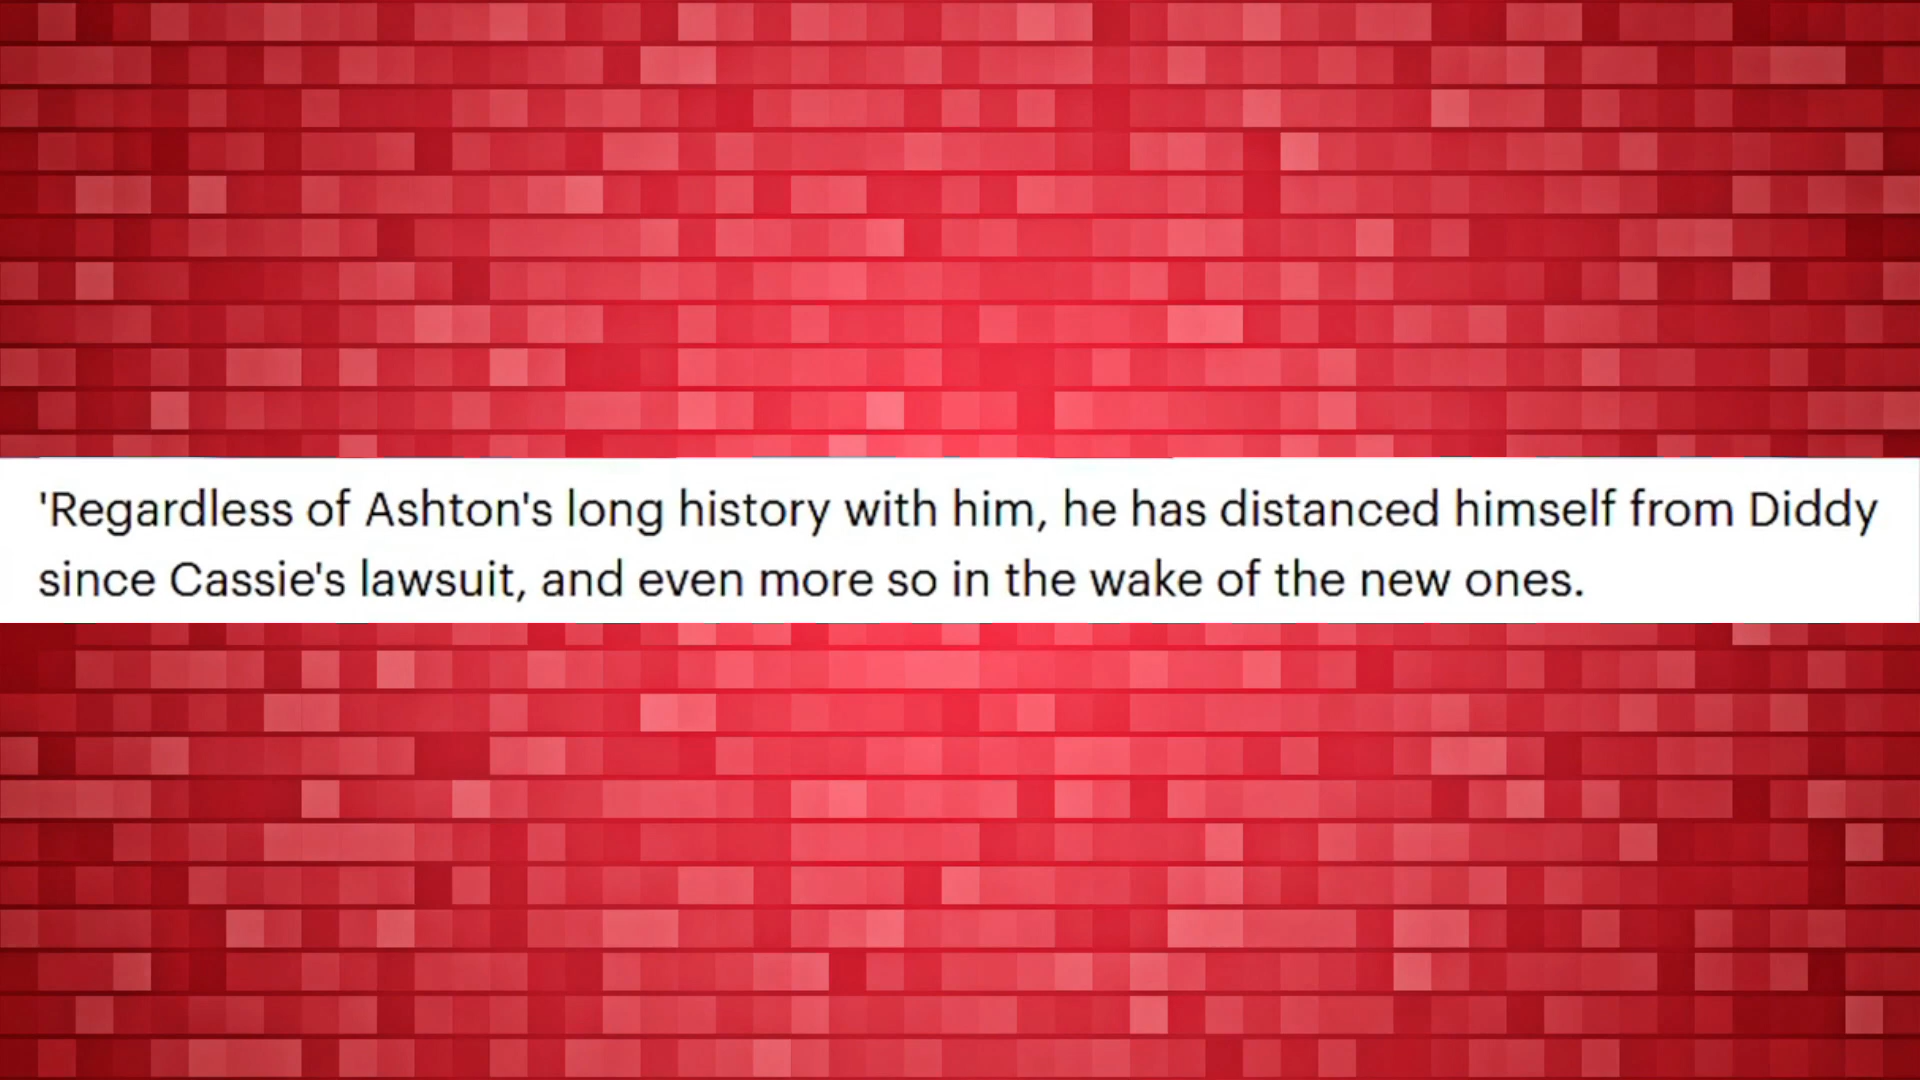 'Regardless of Ashton's long history with him, he has distanced himself from Diddy
since Cassie's lawsuit, and even more so in the wake of the new ones.